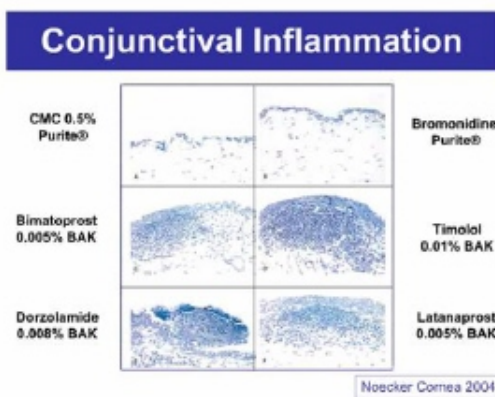 Conjunctival Inflammation
CMC 0.5%
Purite®
Bromonidine
Purite®
Bimatoprost
0.005% BAK
Timolol
0.01% BAK
Dorzolamide
0.008% BAK
Latanaprost
0.005% BAK
Noecker Cornea 2004